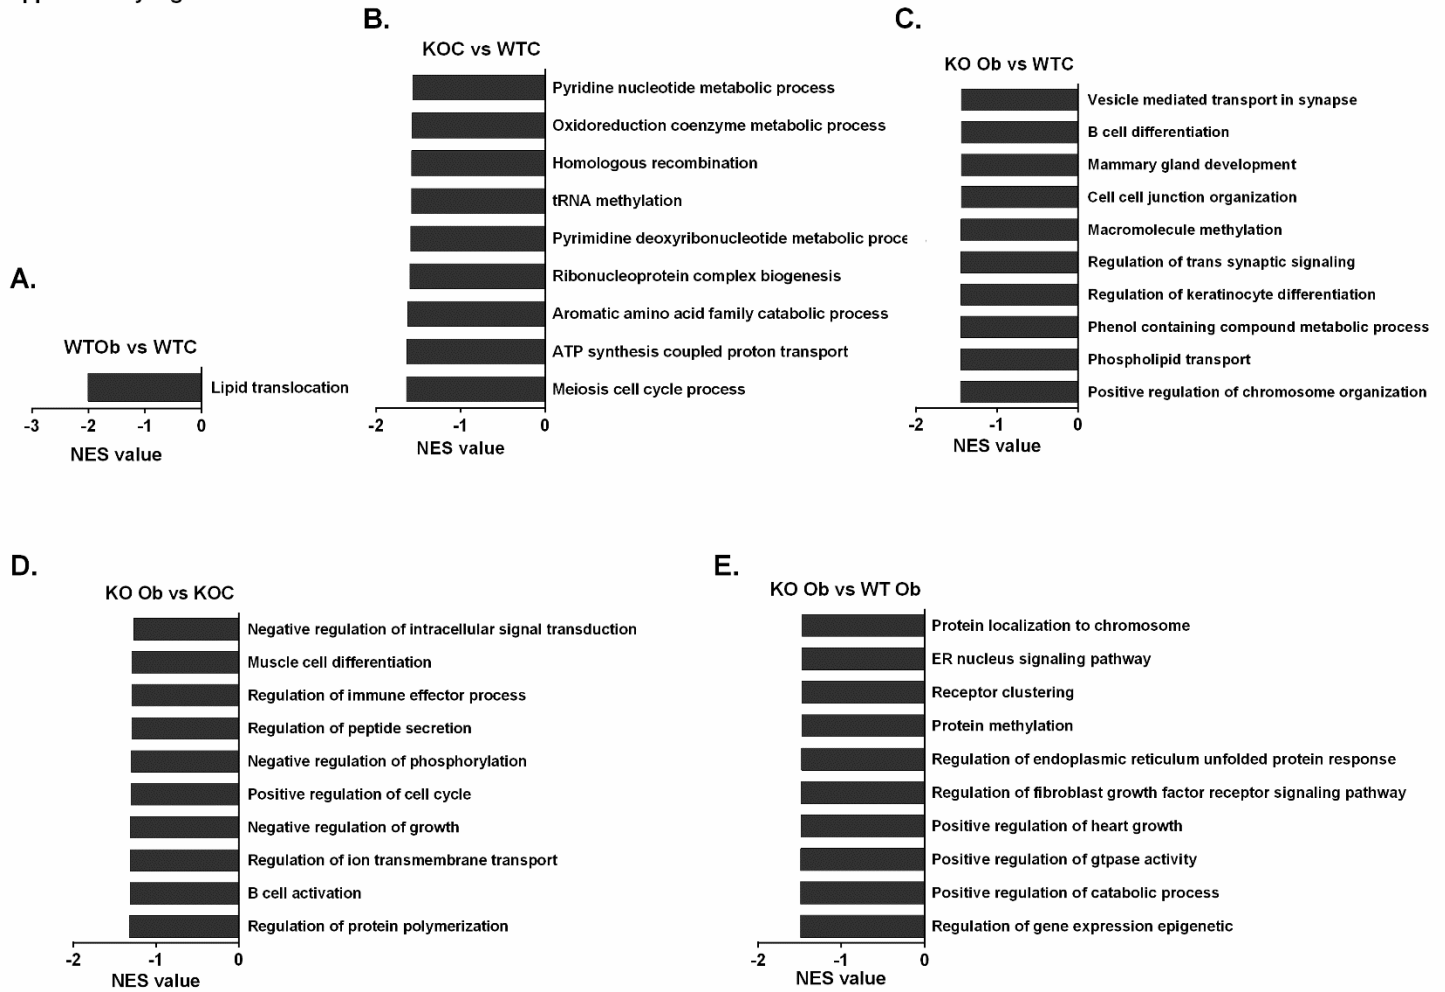 B.
KOC vs WTC
Pyridine nucleotide metabolic process
Oxidoreduction coenzyme metabolic process
Homologous recombination
tRNA methylation
Pyrimidine deoxyribonucleotide metabolic proce
Ribonucleoprotein complex biogenesis
Aromatic amino acid family catabolic process
ATP synthesis coupled proton transport
Meiosis cell cycle process
-2 -1 0
NES value
C.
KO Ob vs WTC
Vesicle mediated transport in synapse
B cell differentiation
Mammary gland development
Cell cell junction organization
Macromolecule methylation
Regulation of trans synaptic signaling
Regulation of keratinocyte differentiation
Phenol containing compound metabolic process
Phospholipid transport
Positive regulation of chromosome organization
-2 -1 0
NES value
A.
WTOb vs WTC
Lipid translocation
-3 -2 -1 0
NES value
D.
KO Ob vs KOC
Negative regulation of intracellular signal transduction
Muscle cell differentiation
Regulation of immune effector process
Regulation of peptide secretion
Negative regulation of phosphorylation
Positive regulation of cell cycle
Negative regulation of growth
Regulation of ion transmembrane transport
B cell activation
Regulation of protein polymerization
-2 -1 0
NES value
E.
KO Ob vs WT Ob
Protein localization to chromosome
ER nucleus signaling pathway
Receptor clustering
Protein methylation
Regulation of endoplasmic reticulum unfolded protein response
Regulation of fibroblast growth factor receptor signaling pathway
Positive regulation of heart growth
Positive regulation of gtpase activity
Positive regulation of catabolic process
Regulation of gene expression epigenetic
-2 -1 0
NES value